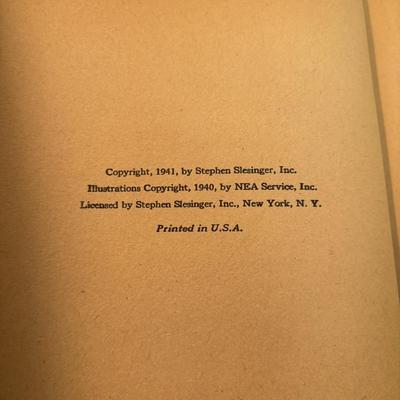 Copyright, 1941, by Stephen Slesinger, Inc.
Illustrations Copyright, 1940, by NEA Service, Inc.
Licensed by Stephen Slesinger, Inc., New York, N. Y.
Printed in U.S.A.